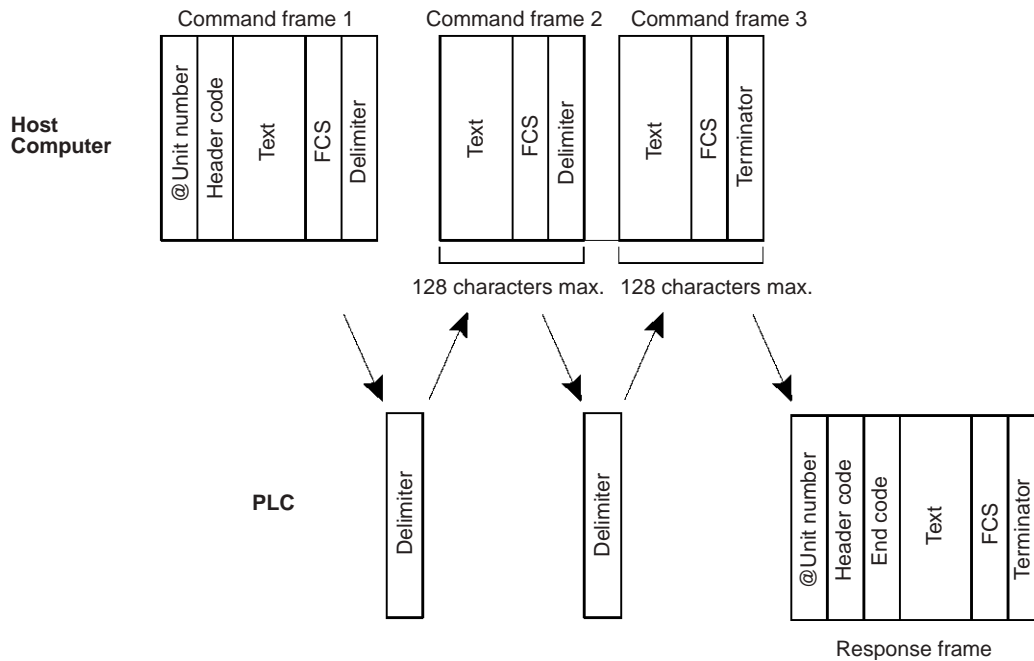 Command frame 1
Command frame 2
Command frame 3
Host
Computer
@Unit number
Header code
Text
FCS
Delimiter
Text
FCS
Delimiter
Text
FCS
Terminator
128 characters max.
128 characters max.
PLC
Delimiter
Delimiter
@Unit number
Header code
End code
Text
FCS
Terminator
Response frame